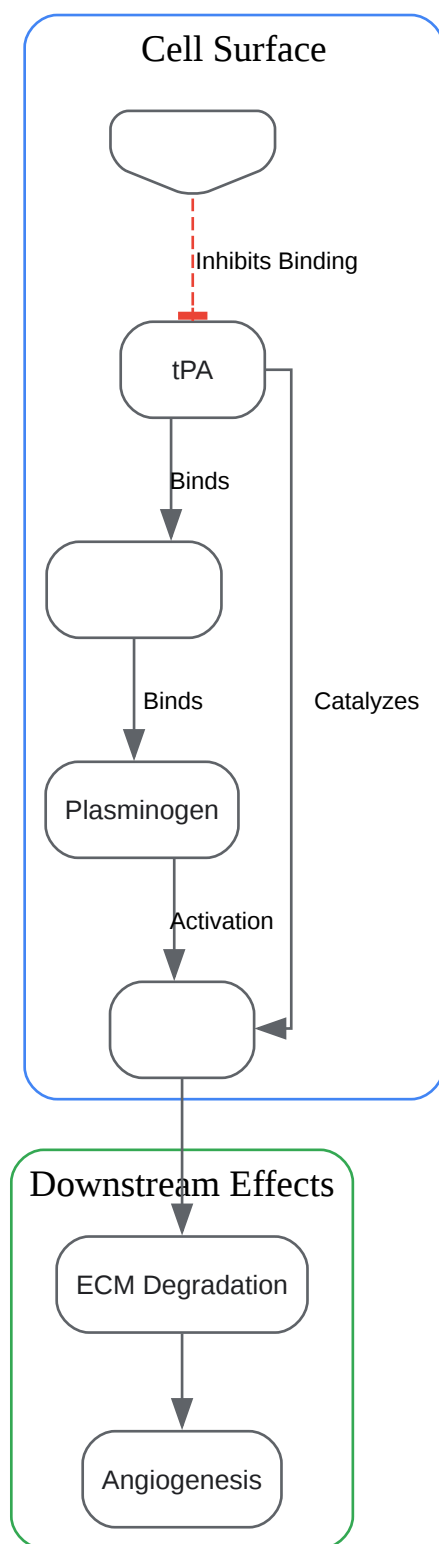 Cell Surface
Inhibits Binding
tPA
Binds
Binds
Catalyzes
Plasminogen
Activation
Downstream Effects
ECM Degradation
Angiogenesis